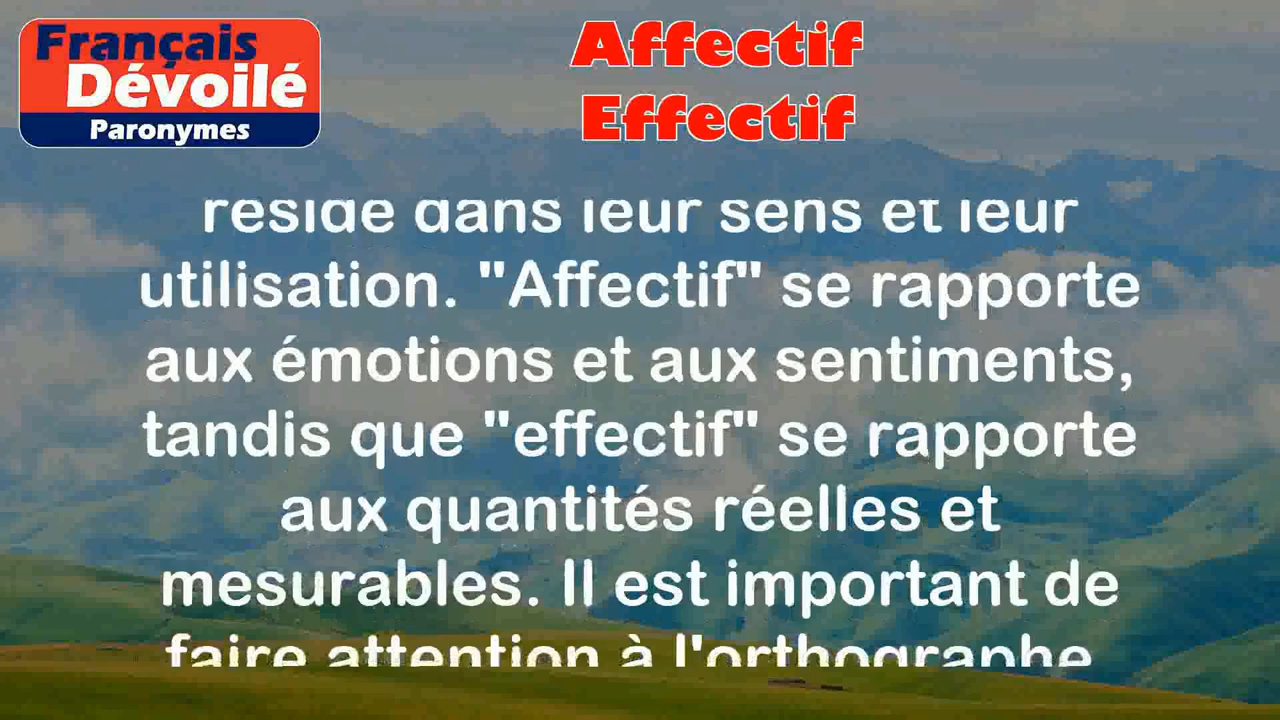 Français
Dévoilé
Paronymes
Affectif
Effectif
réside dans leur sens et leur
utilisation. "Affectif" se rapporte
aux émotions et aux sentiments,
tandis que "effectif" se rapporte
aux quantités réelles et
mesurables. Il est important de
faire attention à l'orthographe